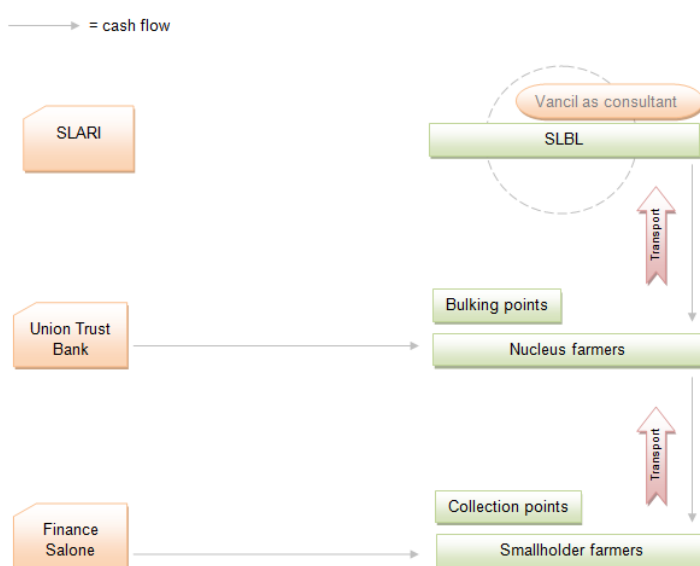 = cash flow
Vancil as consultant
SLARI
SLBL
Transport
Bulking points
Union Trust
Bank
Nucleus farmers
Transport
Collection points
Finance
Salone
Smallholder farmers